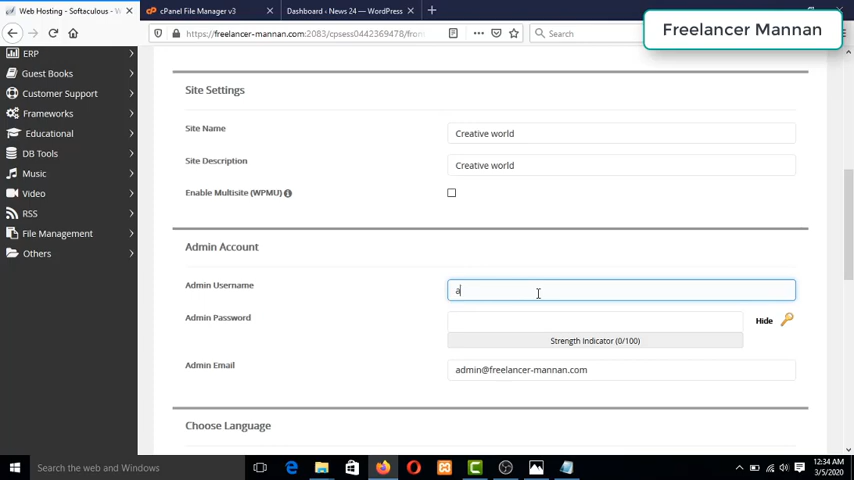 Web Hosting - Softaculous - W
cPanel File Manager v3
Dashboard ‹ News 24 — WordPress
https://freelancer-mannan.com:2083/cpsess0442369478/fron
Search
Freelancer Mannan
ERP
Guest Books
Customer Support
Frameworks
Educational
DB Tools
Music
Video
RSS
File Management
Others
Site Settings
Site Name
Creative world
Site Description
Creative world
Enable Multisite (WPMU)
Admin Account
Admin Username
a
Admin Password
Hide
Strength Indicator (0/100)
Admin Email
admin@freelancer-mannan.com
Choose Language
Search the web and Windows
12:34 AM
3/5/2020